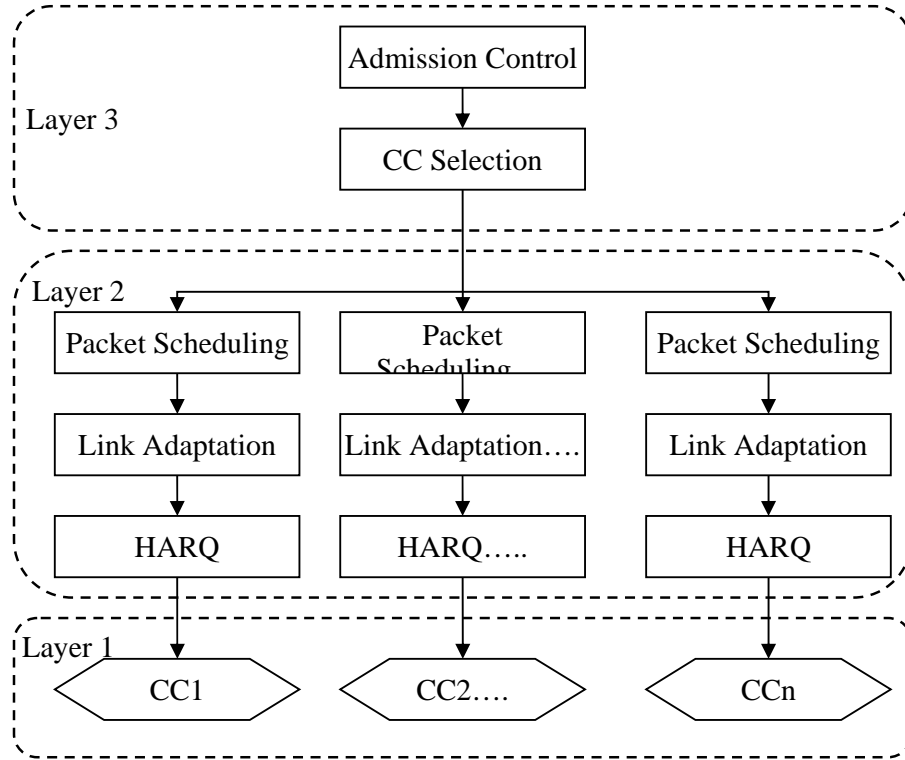 Admission Control
Layer 3
CC Selection
Layer 2
Packet Scheduling
Packet
Scheduling
Packet Scheduling
Link Adaptation
Link Adaptation….
Link Adaptation
HARQ
HARQ…..
HARQ
Layer 1
CC1
CC2….
CCn